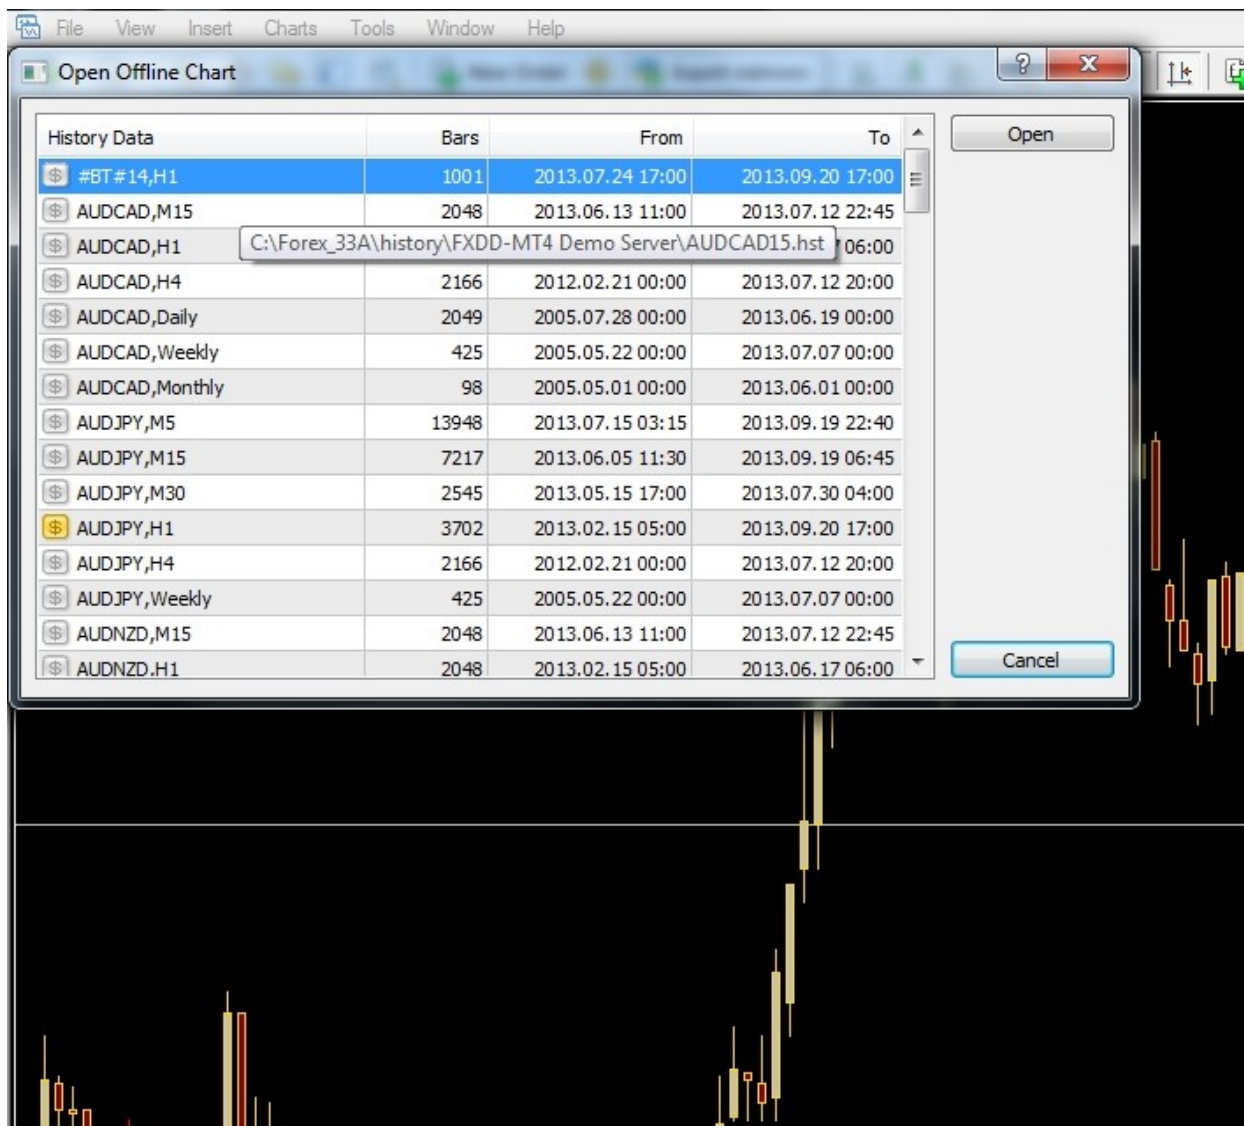 File View Insert Charts Tools Window Help
Open Offline Chart
History Data Bars From To
Open
#BT#14,H1 1001 2013.07.24 17:00 2013.09.20 17:00
AUDCAD,M15 2048 2013.06.13 11:00 2013.07.12 22:45
AUDCAD,H1 06:00
C:\Forex_33A\history\FXDD-MT4 Demo Server\AUDCAD15.hst
AUDCAD,H4 2166 2012.02.21 00:00 2013.07.12 20:00
AUDCAD,Daily 2049 2005.07.28 00:00 2013.06.19 00:00
AUDCAD,Weekly 425 2005.05.22 00:00 2013.07.07 00:00
AUDCAD,Monthly 98 2005.05.01 00:00 2013.06.01 00:00
AUDJPY,M5 13948 2013.07.15 03:15 2013.09.19 22:40
AUDJPY,M15 7217 2013.06.05 11:30 2013.09.19 06:45
AUDJPY,M30 2545 2013.05.15 17:00 2013.07.30 04:00
AUDJPY,H1 3702 2013.02.15 05:00 2013.09.20 17:00
AUDJPY,H4 2166 2012.02.21 00:00 2013.07.12 20:00
AUDJPY,Weekly 425 2005.05.22 00:00 2013.07.07 00:00
AUDNZD,M15 2048 2013.06.13 11:00 2013.07.12 22:45
AUDNZD,H1 2048 2013.02.15 05:00 2013.06.17 06:00
Cancel